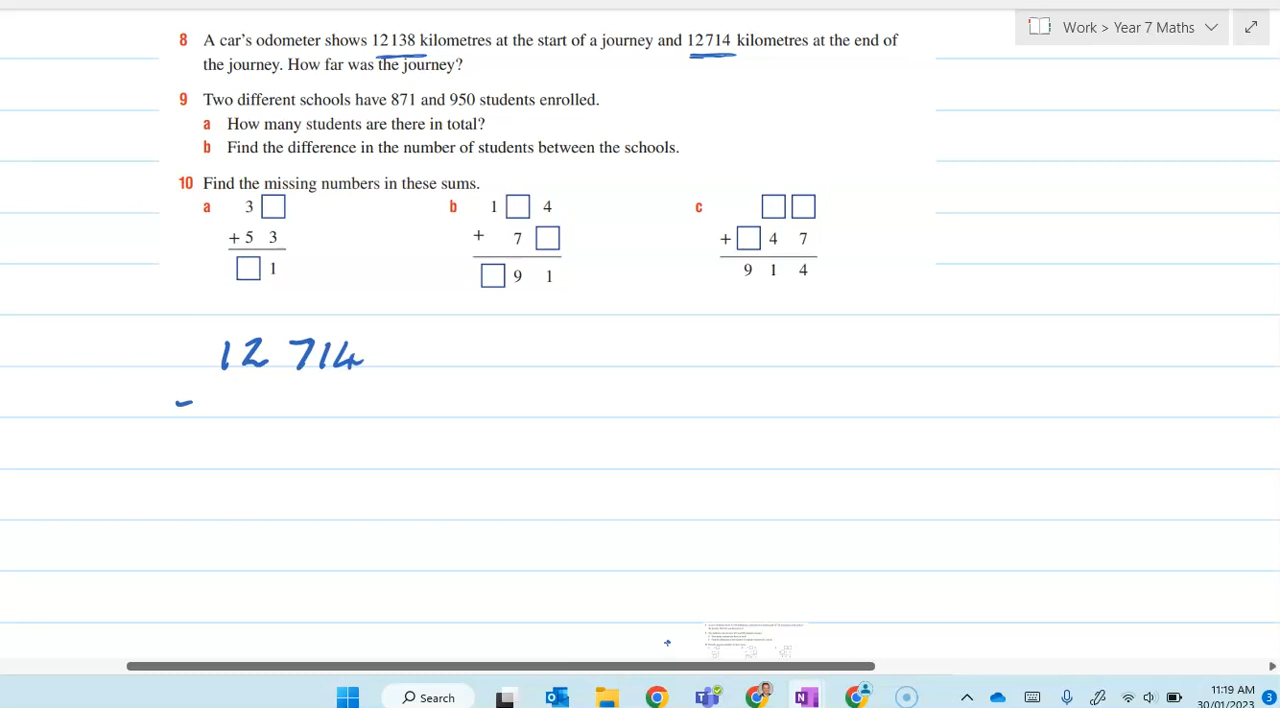 Work > Year 7 Maths
8 A car's odometer shows 12 138 kilometres at the start of a journey and 12 714 kilometres at the end of
the journey. How far was the journey?
9 Two different schools have 871 and 950 students enrolled.
a How many students are there in total?
b Find the difference in the number of students between the schools.
10 Find the missing numbers in these sums.
a 3 □ b 1 □ 4 c □ □
+ 5 3 + 7 □ + □ 4 7
□ 1 □ 9 1 9 1 4
12 714
-
Search
11:19 AM
30/01/2023
3